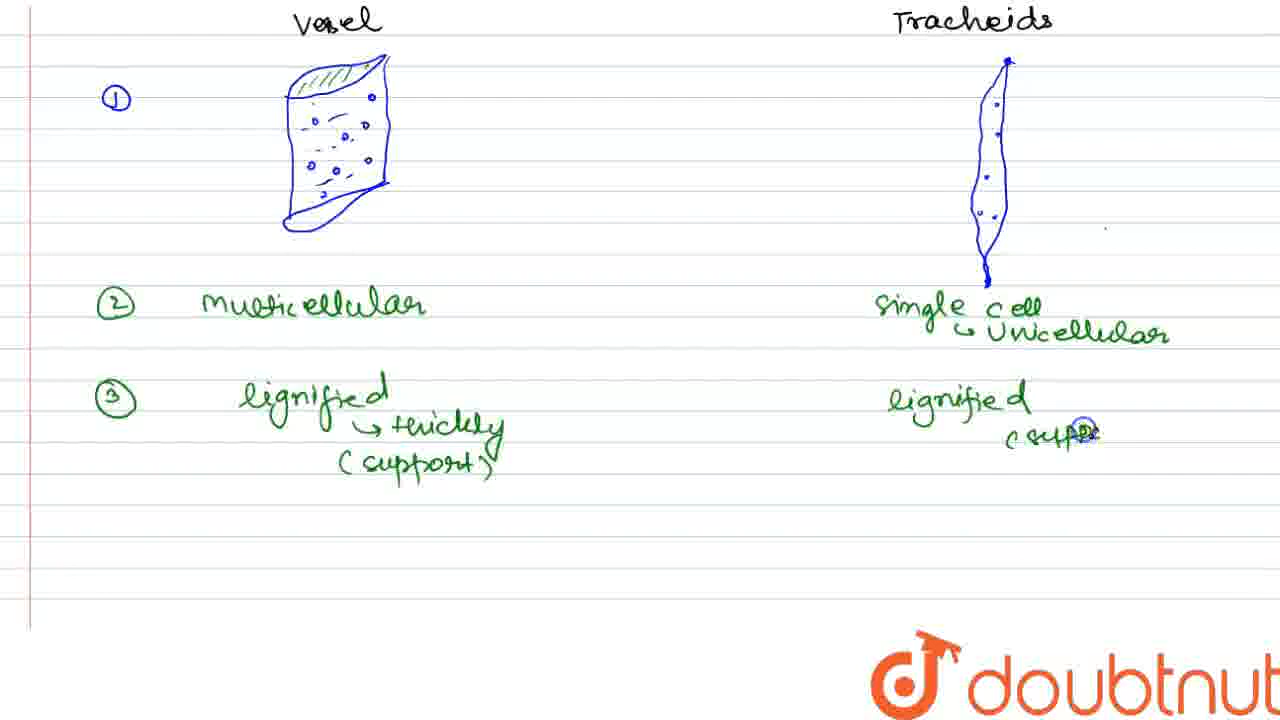 Vessel Tracheids
①
② multicellular single cell
↳ Unicellular
③ lignified lignified
↳ thickly
(support)
doubtnut